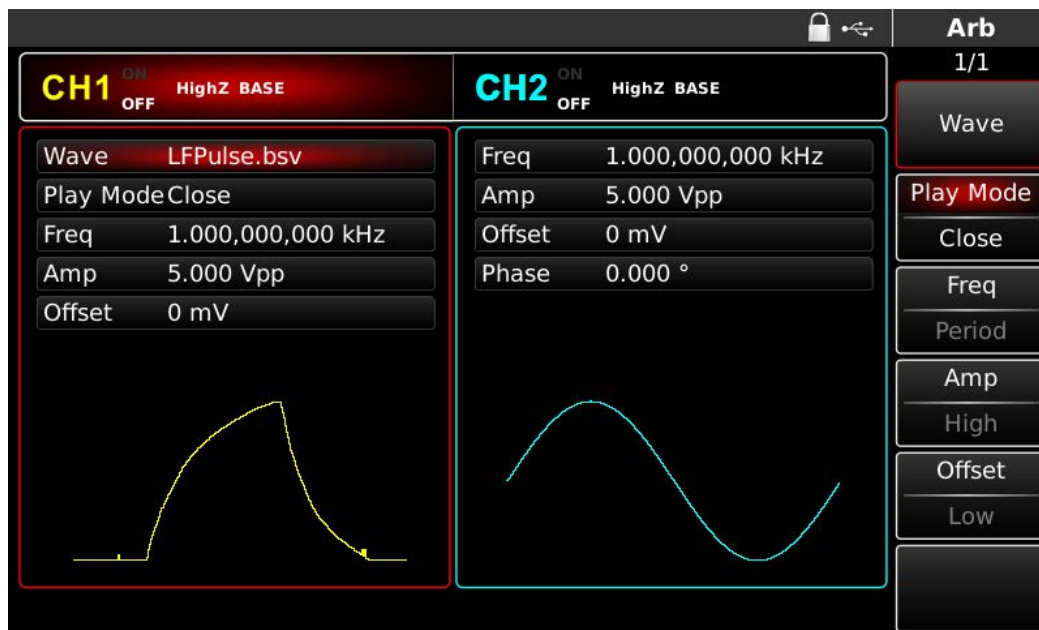 Arb
1/1
CH1 ON OFF HighZ BASE
CH2 ON OFF HighZ BASE
Wave LFPulse.bsv
Play Mode Close
Freq 1.000,000,000 kHz
Amp 5.000 Vpp
Offset 0 mV
Freq 1.000,000,000 kHz
Amp 5.000 Vpp
Offset 0 mV
Phase 0.000 °
Wave
Play Mode
Close
Freq
Period
Amp
High
Offset
Low